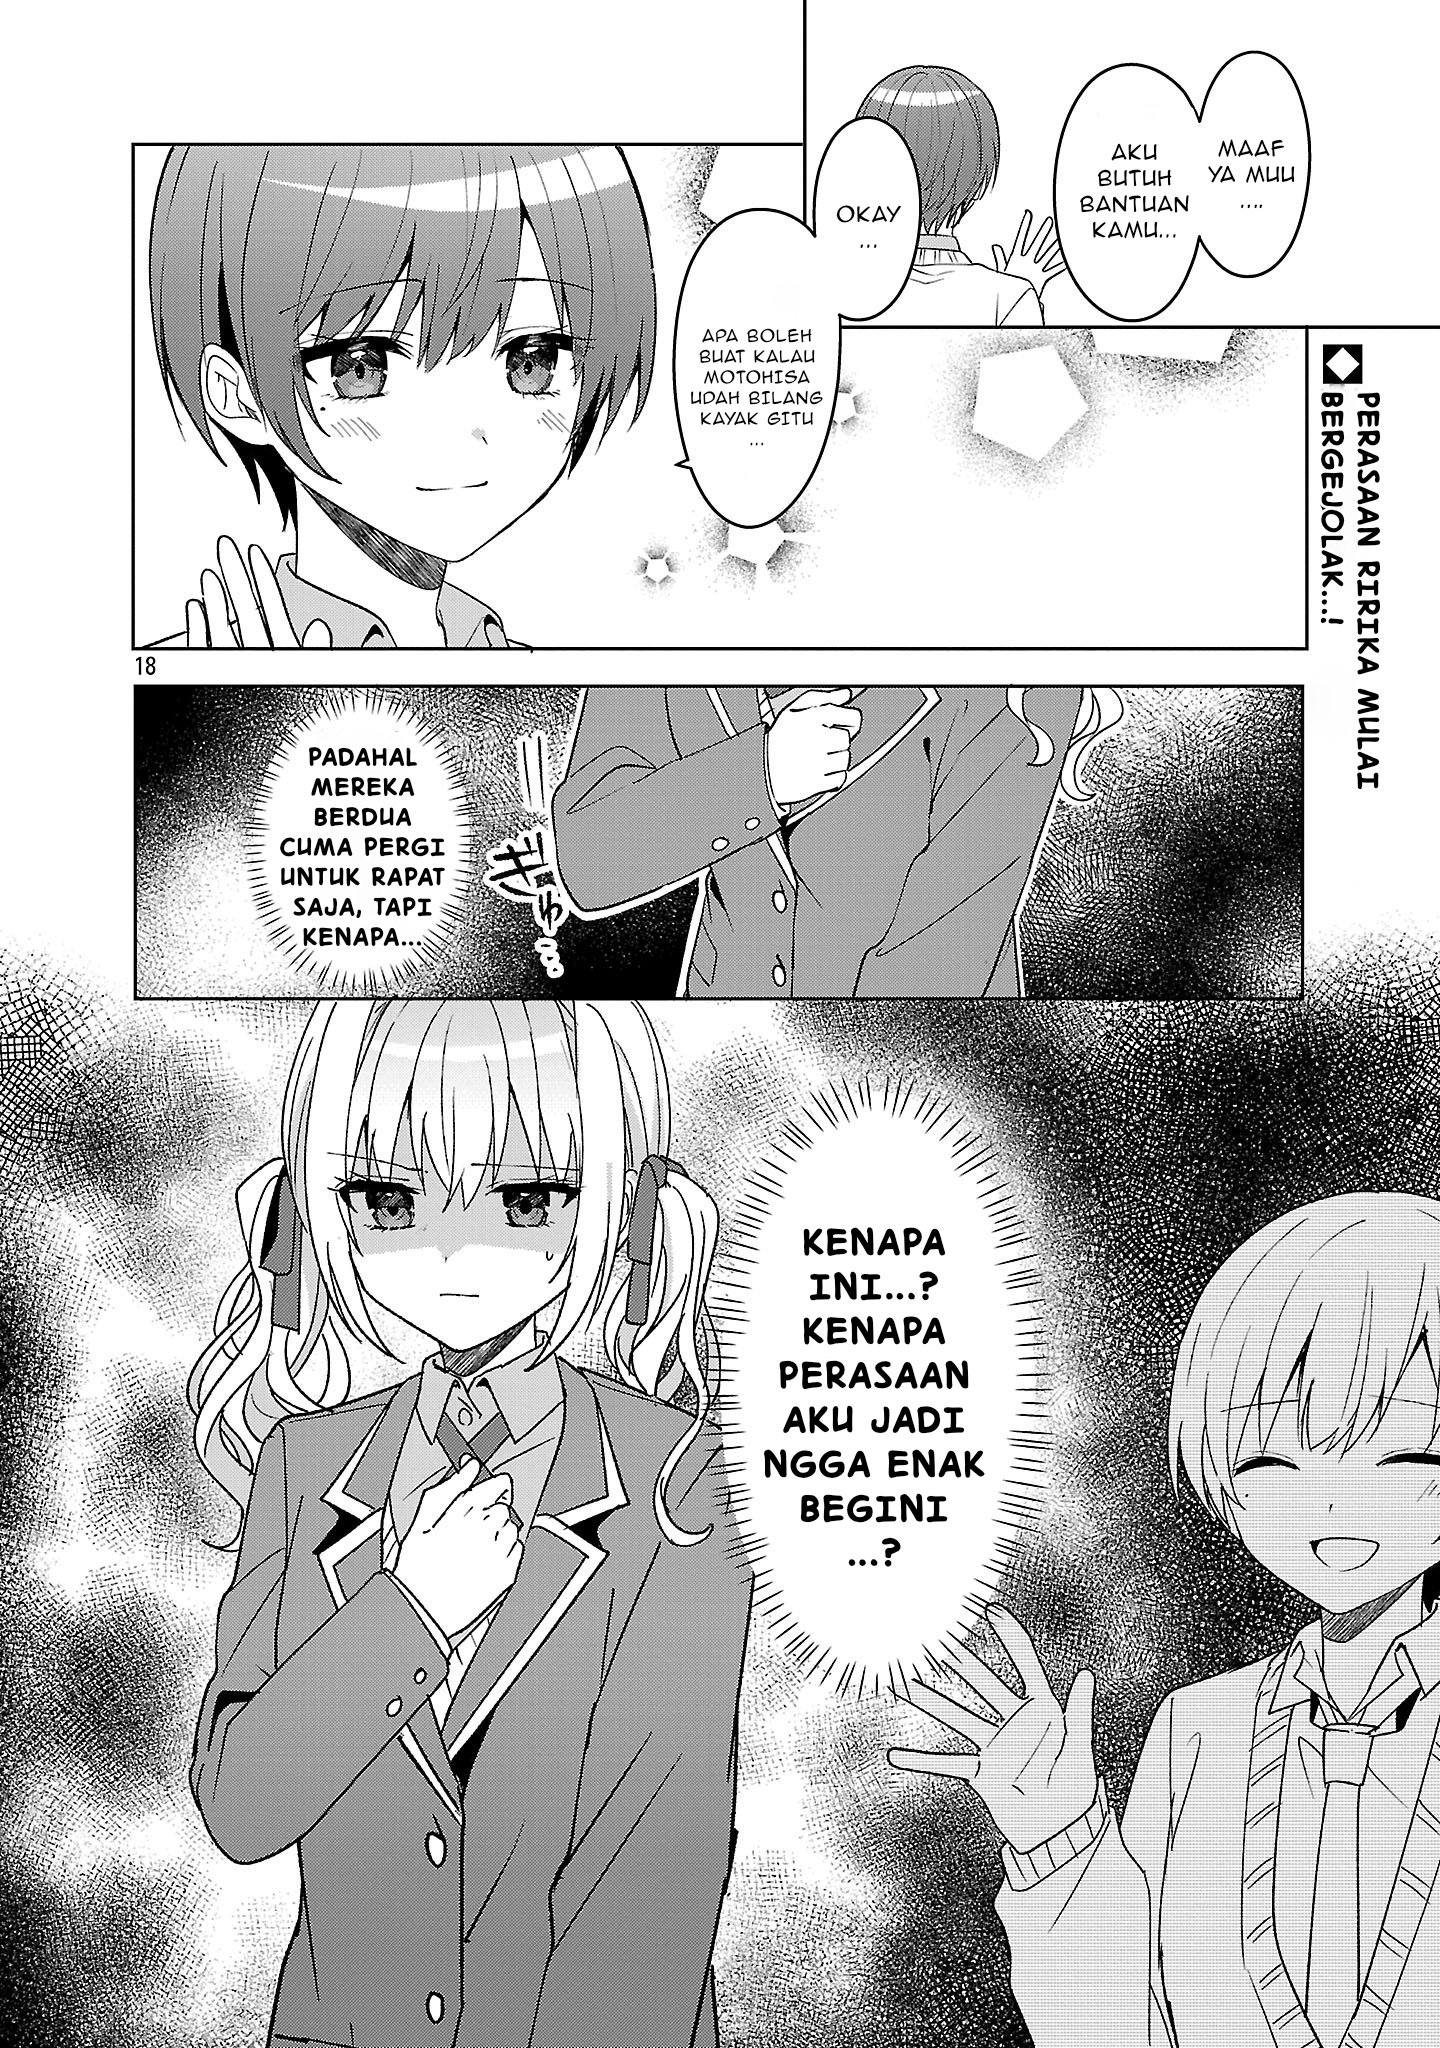 MAAF
YA MUU
....
AKU
BUTUH
BANTUAN
KAMU...
OKAY
...
APA BOLEH
BUAT KALAU
MOTOHISA
UDAH BILANG
KAYAK GITU
...
PERASAAN RIRIKA MULAI
BERGEJOLAK...!
18
ギゅ…
PADAHAL
MEREKA
BERDUA
CUMA PERGI
UNTUK RAPAT
SAJA, TAPI
KENAPA...
KENAPA
INI...?
KENAPA
PERASAAN
AKU JADI
NGGA ENAK
BEGINI
...?